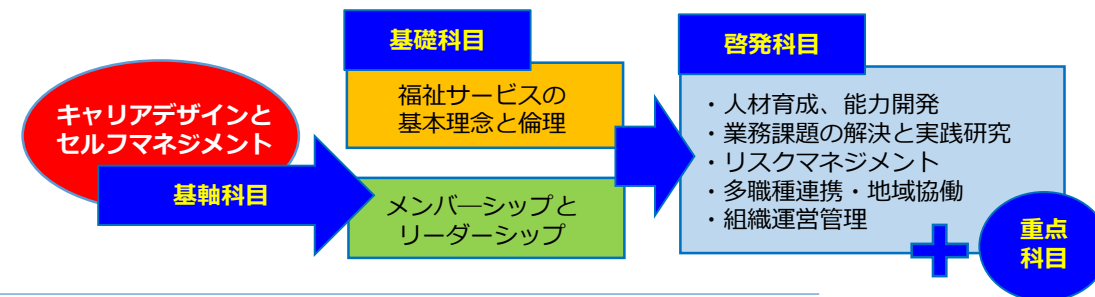 キャリアデザインと
セルフマネジメント
基軸科目
基礎科目
福祉サービスの
基本理念と倫理
メンバ―シップと
リーダーシップ
啓発科目
・人材育成、能力開発
・業務課題の解決と実践研究
・リスクマネジメント
・多職種連携・地域協働
・組織運営管理
重点
科目